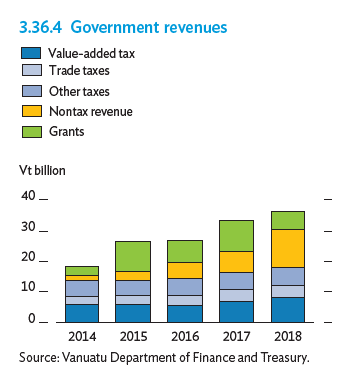 3.36.4 Government revenues
Value-added tax
Trade taxes
Other taxes
Nontax revenue
Grants
Vt billion
40
30
20
10
0
2014 2015 2016 2017 2018
Source: Vanuatu Department of Finance and Treasury.